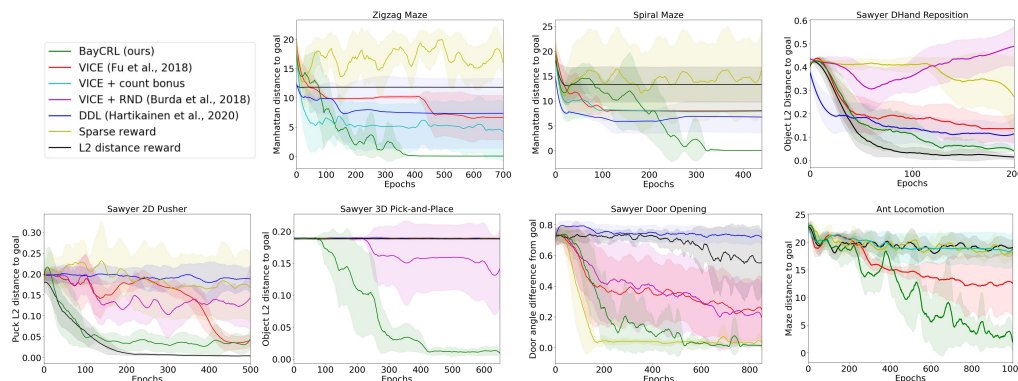 BayCRL (ours)
VICE (Fu et al., 2018)
VICE + count bonus
VICE + RND (Burda et al., 2018)
DDL (Hartikainen et al., 2020)
Sparse reward
L2 distance reward
Zigzag Maze
Manhattan distance to goal
20
15
10
5
0
0 100 200 300 400 500 600 700
Epochs
Spiral Maze
Manhattan distance to goal
25
20
15
10
5
0
0 100 200 300 400
Epochs
Sawyer DHand Reposition
Object L2 Distance to goal
0.6
0.5
0.4
0.3
0.2
0.1
0.0
0 100 200
Epochs
Sawyer 2D Pusher
Puck L2 distance to goal
0.30
0.25
0.20
0.15
0.10
0.05
0.00
0 100 200 300 400 500
Epochs
Sawyer 3D Pick-and-Place
Object L2 distance to goal
0.20
0.15
0.10
0.05
0.00
0 100 200 300 400 500 600
Epochs
Sawyer Door Opening
Door angle difference from goal
0.8
0.6
0.4
0.2
0.0
0 200 400 600 800
Epochs
Ant Locomotion
Maze distance to goal
25
20
15
10
5
0
0 200 400 600 800 1000
Epochs